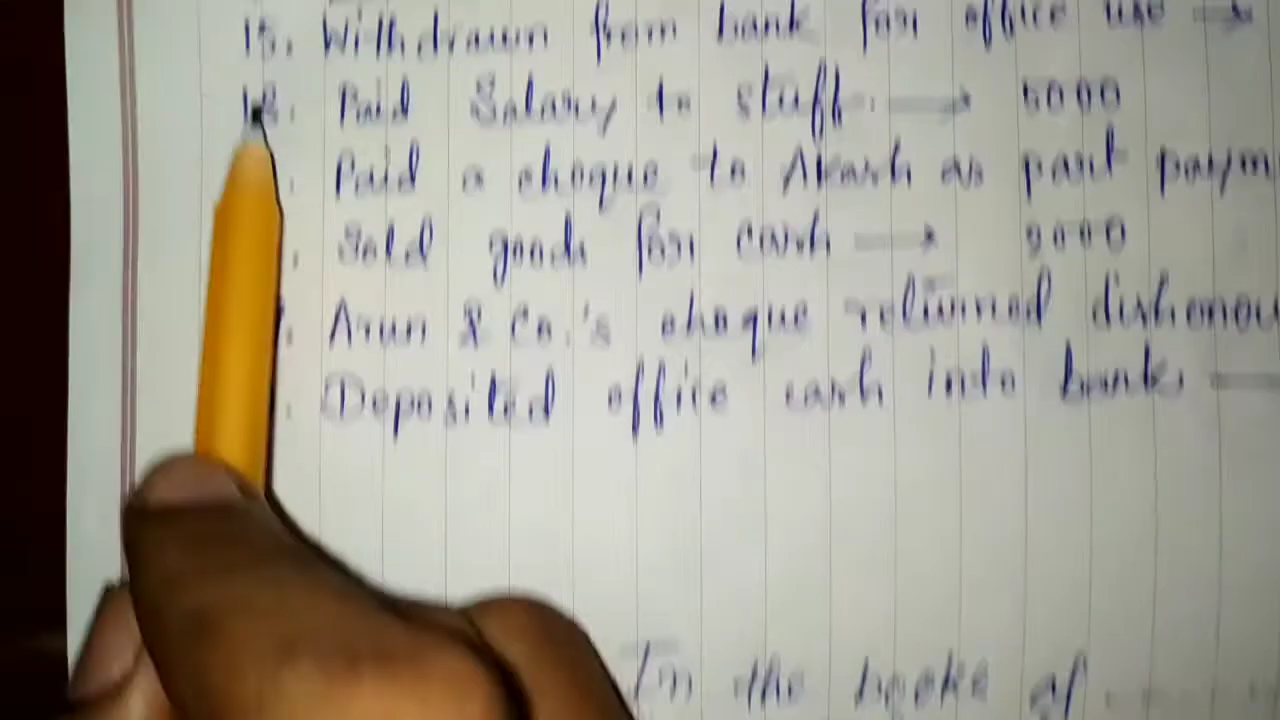 15. Withdrawn from bank for office use →
18. Paid Salary to staff. → 5000
. Paid a cheque to Akash as part paym
. Sold goods for cash → 9000
. Arun & Co.'s cheque returned dishonou
. Deposited office cash into bank. —
In the books of